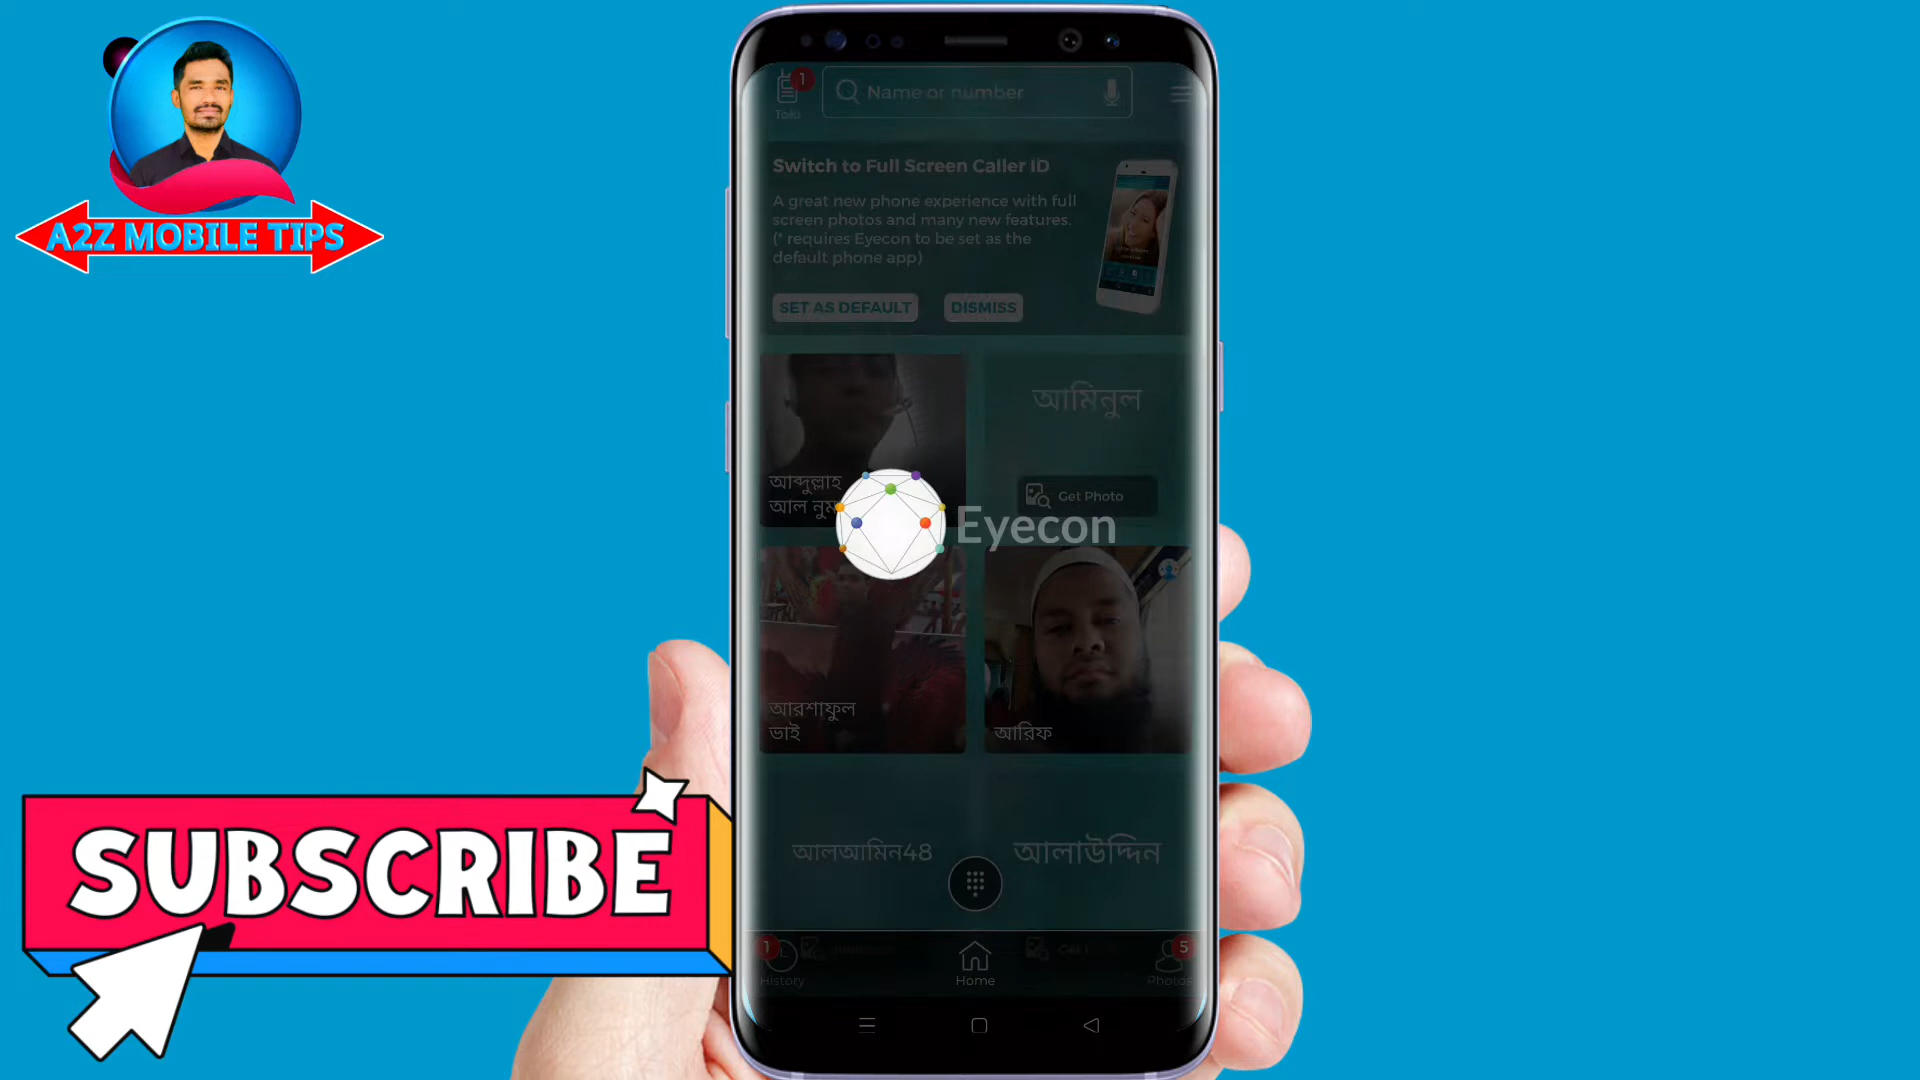 A2Z MOBILE TIPS
1
Toki
Name or number
Switch to Full Screen Caller ID
A great new phone experience with full
screen photos and many new features.
(* requires Eyecon to be set as the
default phone app)
SET AS DEFAULT
DISMISS
আব্দুল্লাহ
আল নুম
আমিনুল
Get Photo
Eyecon
আরশাফুল
ভাই
আরিফ
আলআমিন48
আলাউদ্দিন
SUBSCRIBE
1
History
Home
5
Photos